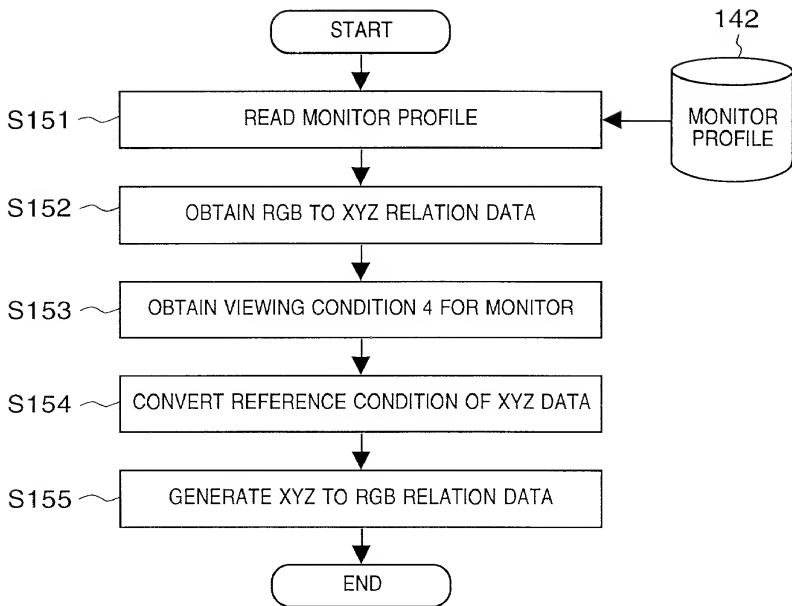 START
142
S151
READ MONITOR PROFILE
MONITOR
PROFILE
S152
OBTAIN RGB TO XYZ RELATION DATA
S153
OBTAIN VIEWING CONDITION 4 FOR MONITOR
S154
CONVERT REFERENCE CONDITION OF XYZ DATA
S155
GENERATE XYZ TO RGB RELATION DATA
END